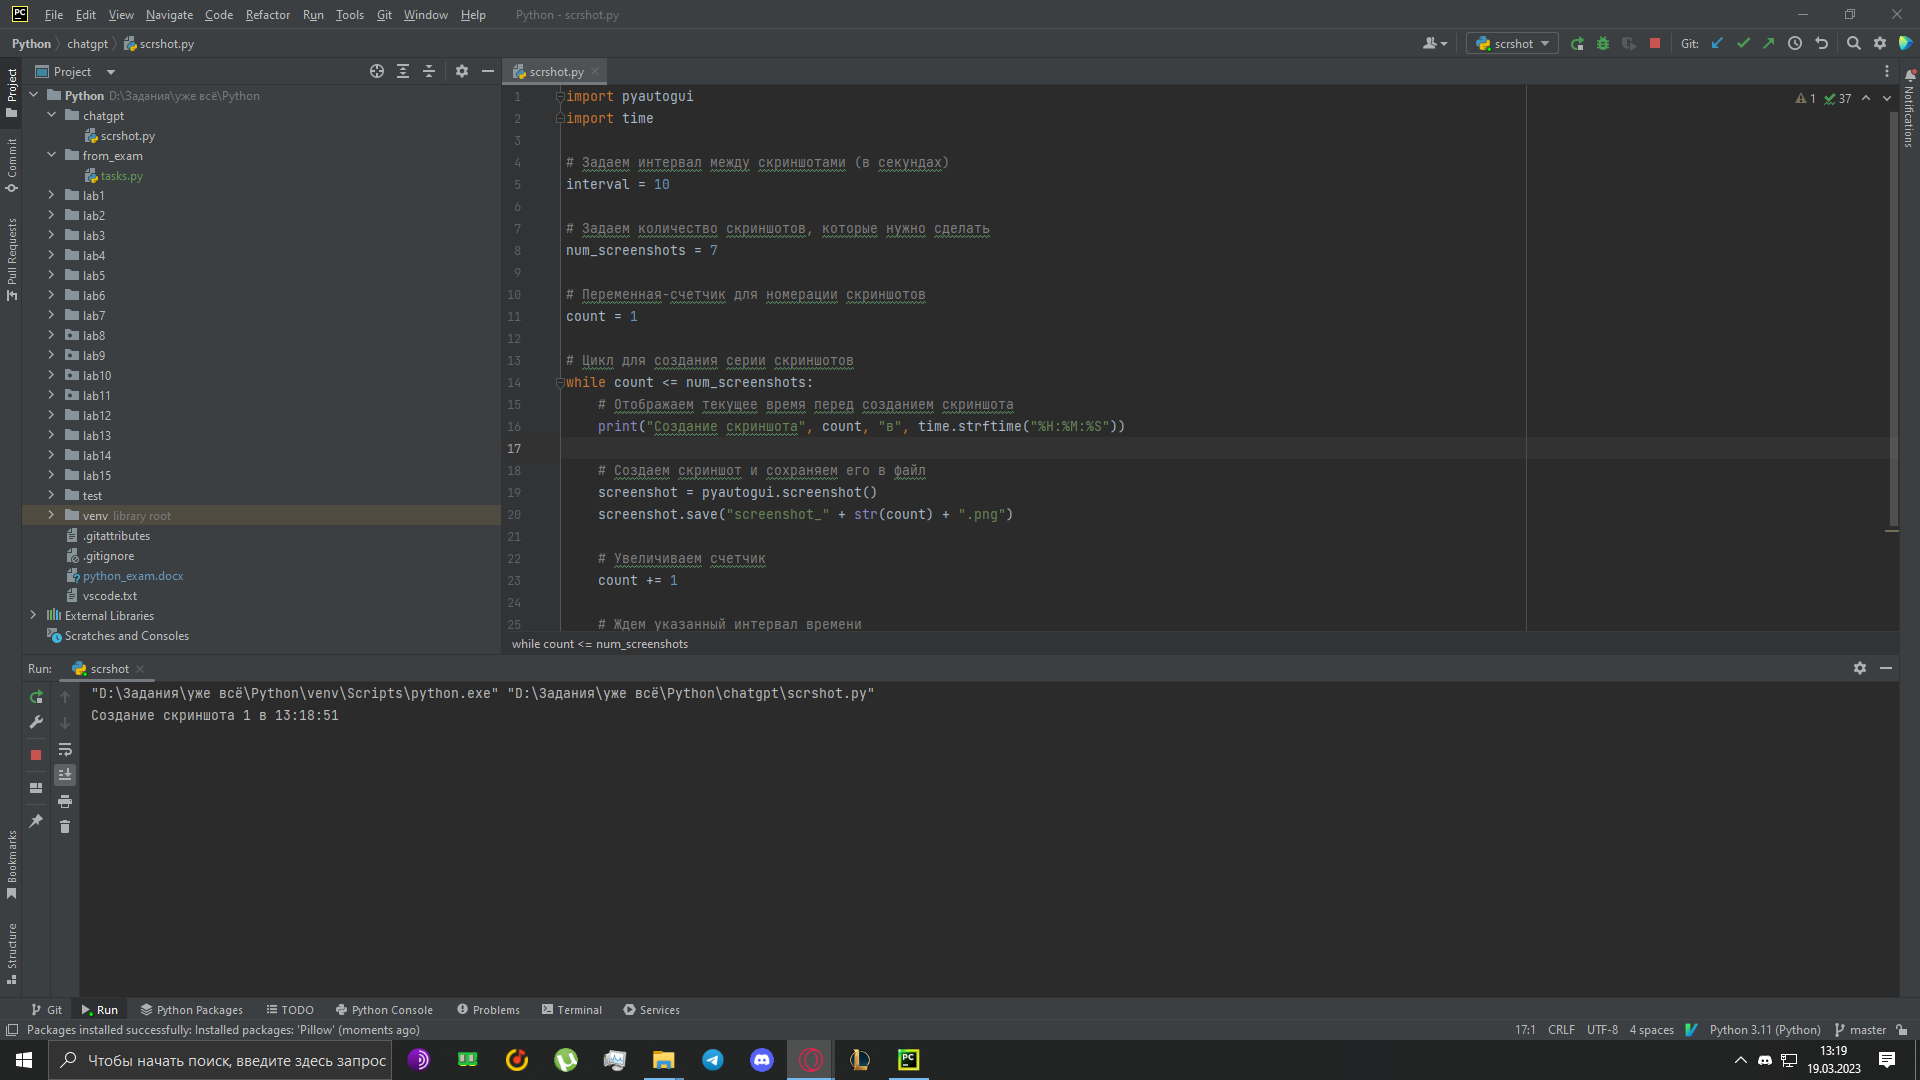 PC File Edit View Navigate Code Refactor Run Tools Git Window Help Python - scrshot.py
Python chatgpt scrshot.py
scrshot
Git:
Project
Commit
Pull Requests
Bookmarks
Structure
Notifications
Project
Python D:\Задания\уже всё\Python
chatgpt
scrshot.py
from_exam
tasks.py
lab1
lab2
lab3
lab4
lab5
lab6
lab7
lab8
lab9
lab10
lab11
lab12
lab13
lab14
lab15
test
venv library root
.gitattributes
.gitignore
python_exam.docx
vscode.txt
External Libraries
Scratches and Consoles
scrshot.py
1 37
1 import pyautogui
2 import time
3
4 # Задаем интервал между скриншотами (в секундах)
5 interval = 10
6
7 # Задаем количество скриншотов, которые нужно сделать
8 num_screenshots = 7
9
10 # Переменная-счетчик для номерации скриншотов
11 count = 1
12
13 # Цикл для создания серии скриншотов
14 while count <= num_screenshots:
15 # Отображаем текущее время перед созданием скриншота
16 print("Создание скриншота", count, "в", time.strftime("%H:%M:%S"))
17
18 # Создаем скриншот и сохраняем его в файл
19 screenshot = pyautogui.screenshot()
20 screenshot.save("screenshot_" + str(count) + ".png")
21
22 # Увеличиваем счетчик
23 count += 1
24
25 # Ждем указанный интервал времени
while count <= num_screenshots
Run: scrshot
"D:\Задания\уже всё\Python\venv\Scripts\python.exe" "D:\Задания\уже всё\Python\chatgpt\scrshot.py"
Создание скриншота 1 в 13:18:51
Git Run Python Packages TODO Python Console Problems Terminal Services
Packages installed successfully: Installed packages: 'Pillow' (moments ago)
17:1 CRLF UTF-8 4 spaces Python 3.11 (Python) master
Чтобы начать поиск, введите здесь запрос
PC
13:19
19.03.2023